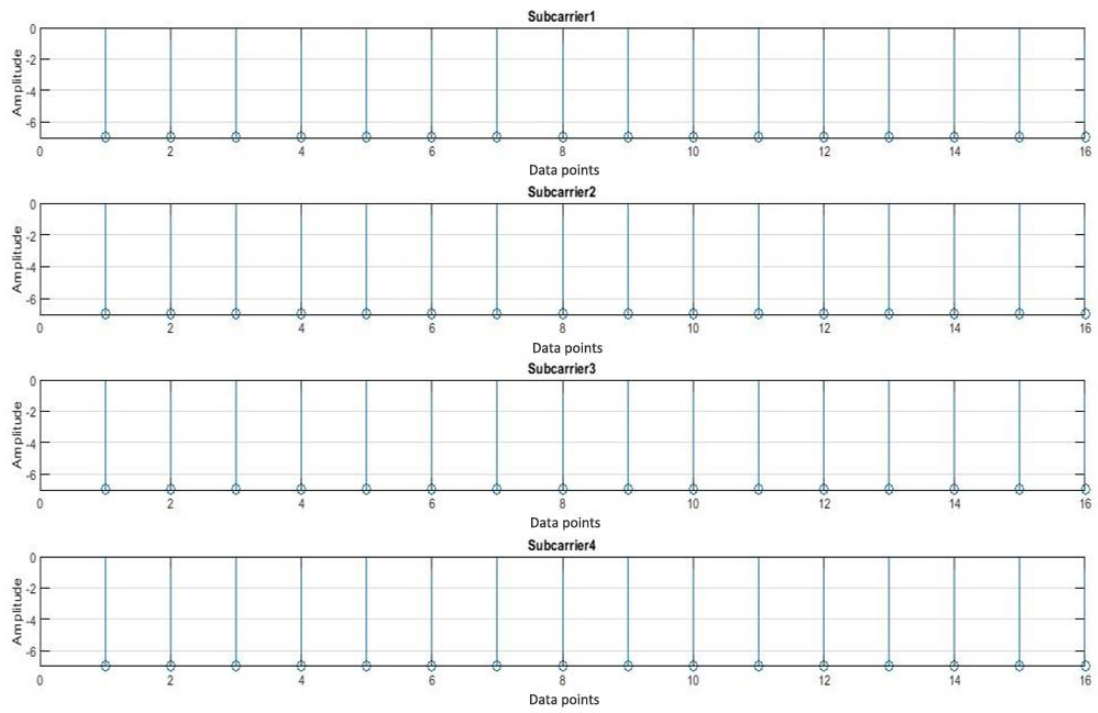 Subcarrier1
0
-2
-4
-6
Amplitude
0 2 4 6 8 10 12 14 16
Data points
Subcarrier2
0
-2
-4
-6
Amplitude
0 2 4 6 8 10 12 14 16
Data points
Subcarrier3
0
-2
-4
-6
Amplitude
0 2 4 6 8 10 12 14 16
Data points
Subcarrier4
0
-2
-4
-6
Amplitude
0 2 4 6 8 10 12 14 16
Data points